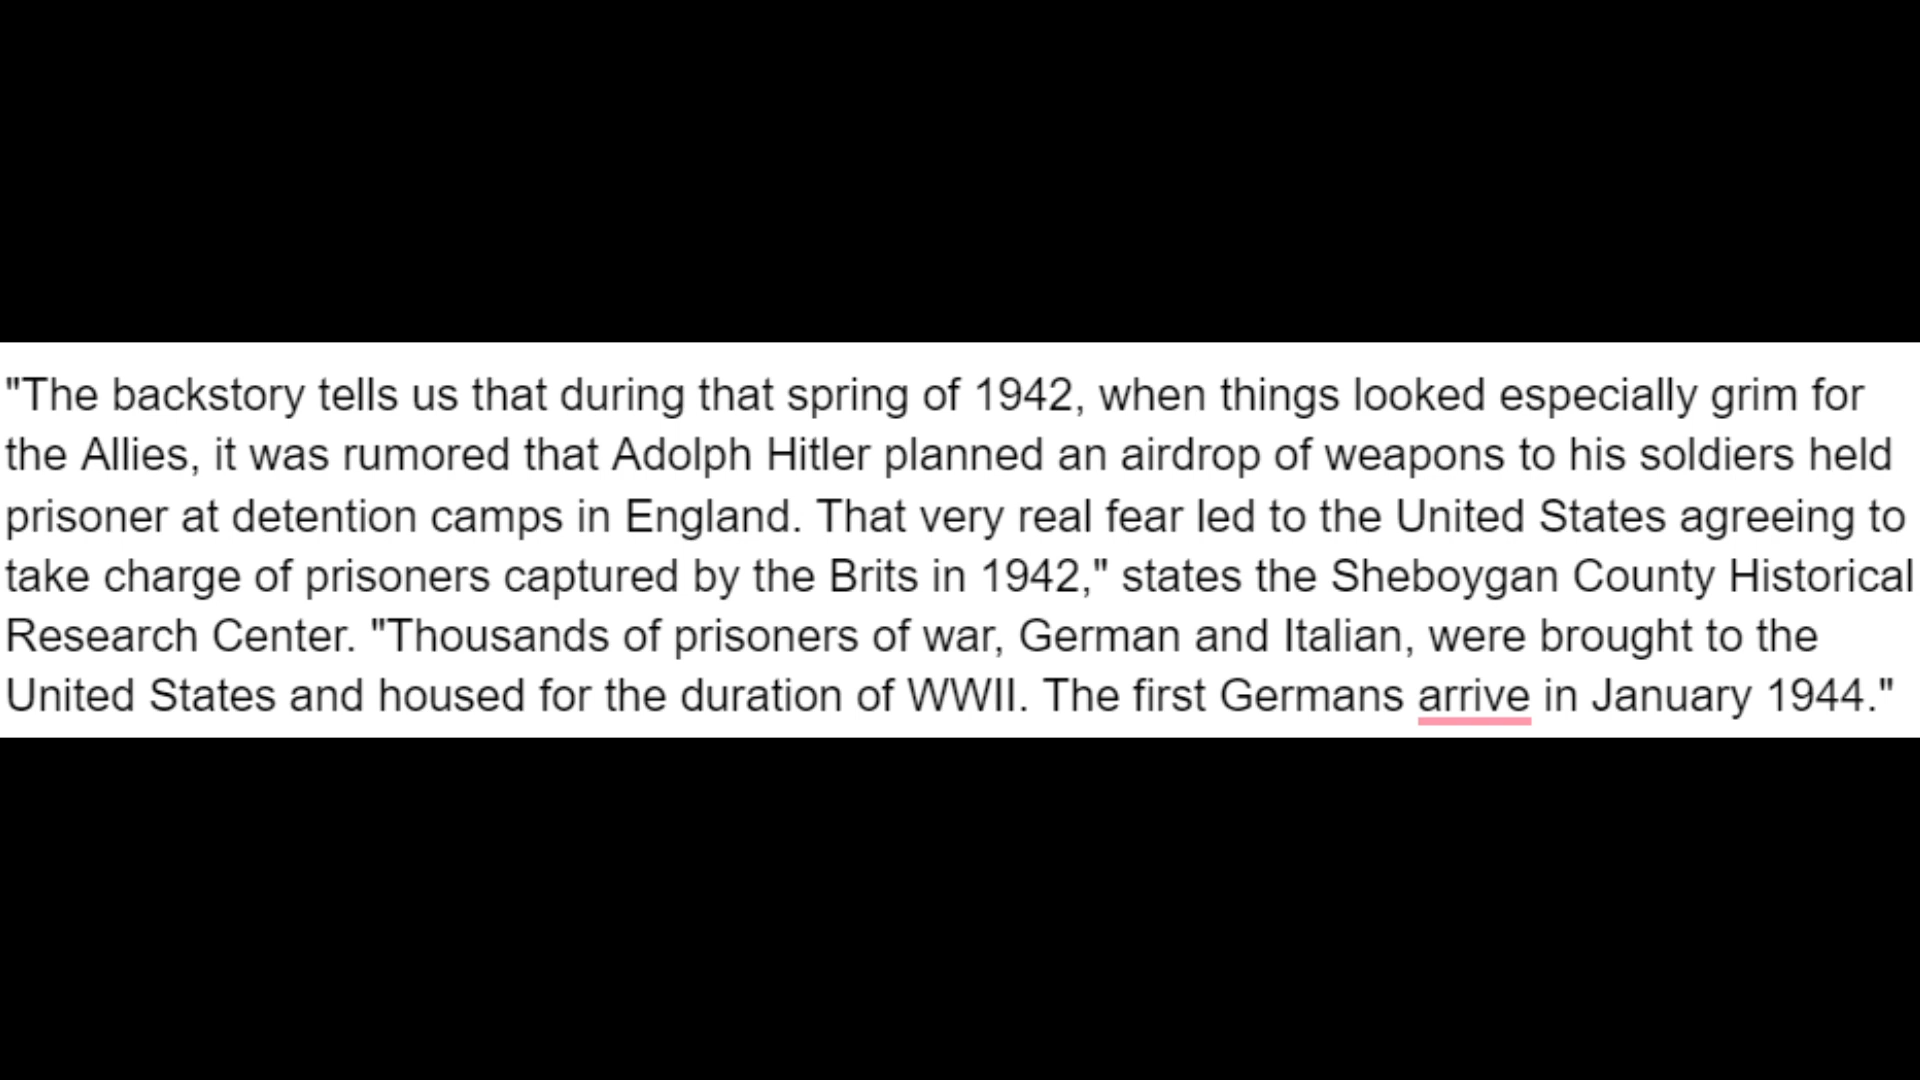 "The backstory tells us that during that spring of 1942, when things looked especially grim for
the Allies, it was rumored that Adolph Hitler planned an airdrop of weapons to his soldiers held
prisoner at detention camps in England. That very real fear led to the United States agreeing to
take charge of prisoners captured by the Brits in 1942," states the Sheboygan County Historical
Research Center. "Thousands of prisoners of war, German and Italian, were brought to the
United States and housed for the duration of WWII. The first Germans arrive in January 1944."